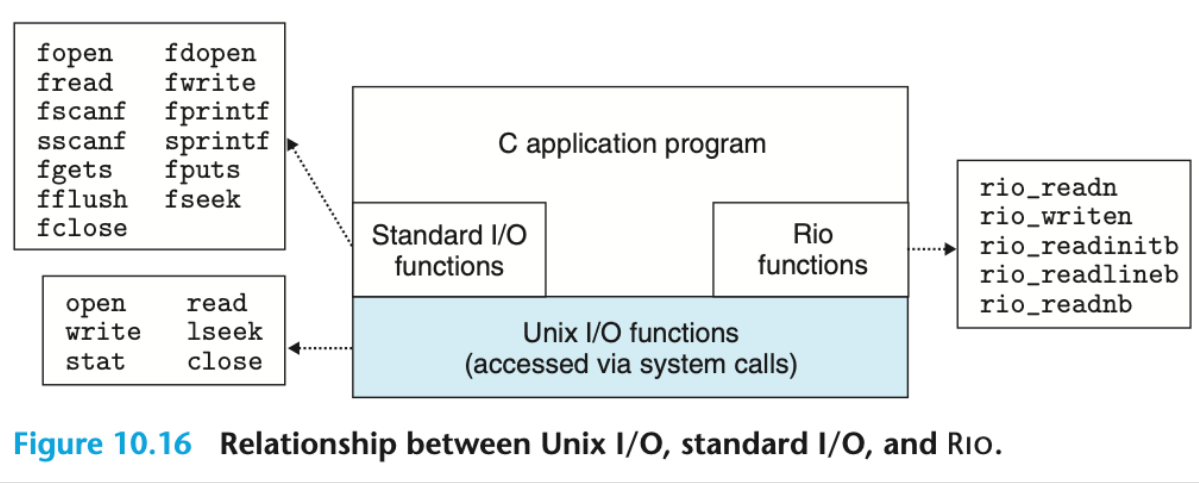 fopen fdopen
fread fwrite
fscanf fprintf
sscanf sprintf
fgets fputs
fflush fseek
fclose
open read
write lseek
stat close
C application program
Standard I/O
functions
Rio
functions
Unix I/O functions
(accessed via system calls)
rio_readn
rio_writen
rio_readinitb
rio_readlineb
rio_readnb
Figure 10.16 Relationship between Unix I/O, standard I/O, and RIO.